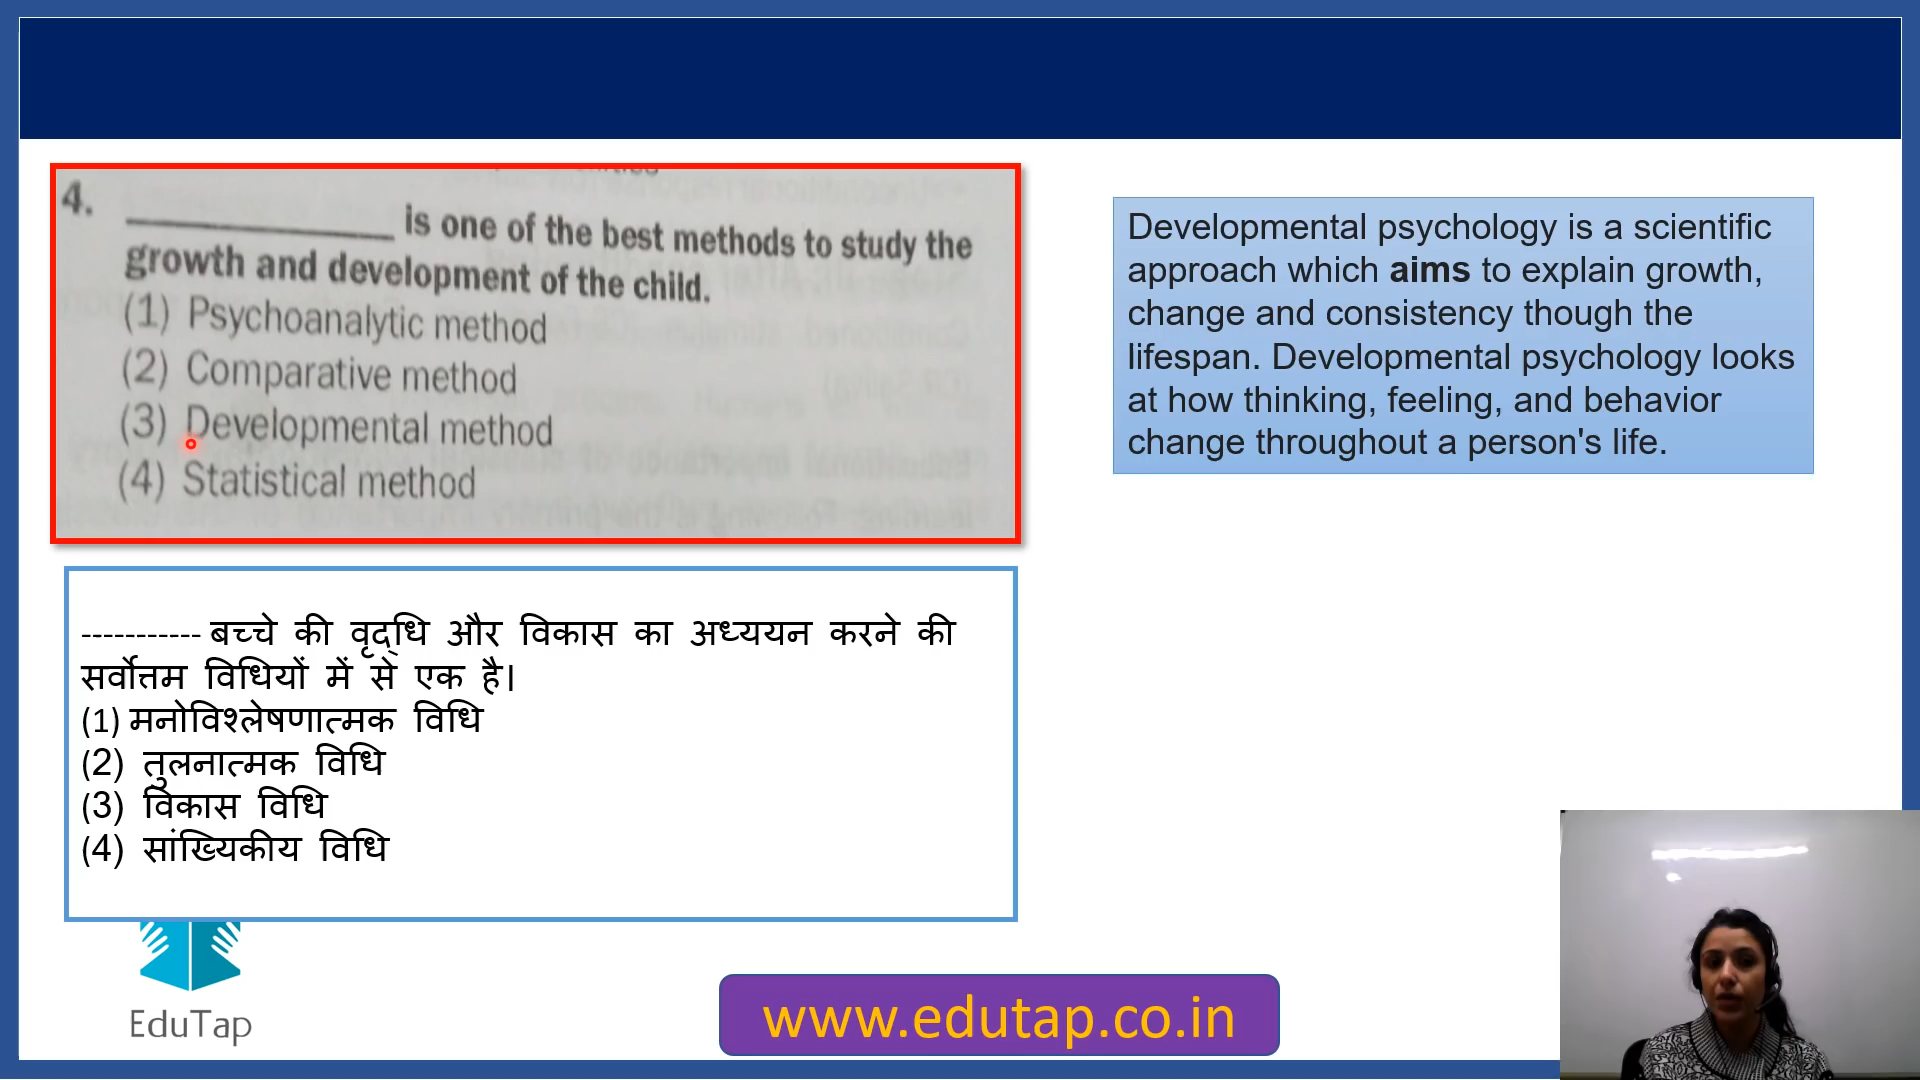 4.
____________ is one of the best methods to study the
growth and development of the child.
(1) Psychoanalytic method
(2) Comparative method
(3) Developmental method
(4) Statistical method
Developmental psychology is a scientific
approach which aims to explain growth,
change and consistency though the
lifespan. Developmental psychology looks
at how thinking, feeling, and behavior
change throughout a person's life.
----------- बच्चे की वृद्धि और विकास का अध्ययन करने की
सर्वोत्तम विधियों में से एक है।
(1) मनोविश्लेषणात्मक विधि
(2) तुलनात्मक विधि
(3) विकास विधि
(4) सांख्यिकीय विधि
EduTap
www.edutap.co.in